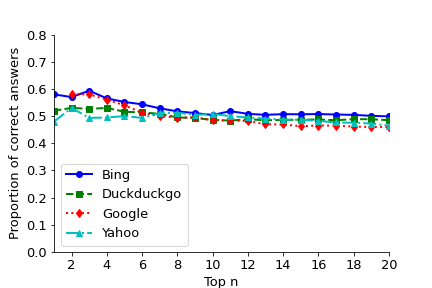 0.8
0.7
0.6
0.5
0.4
0.3
0.2
0.1
0.0
Proportion of correct answers
Bing
Duckduckgo
Google
Yahoo
2 4 6 8 10 12 14 16 18 20
Top n